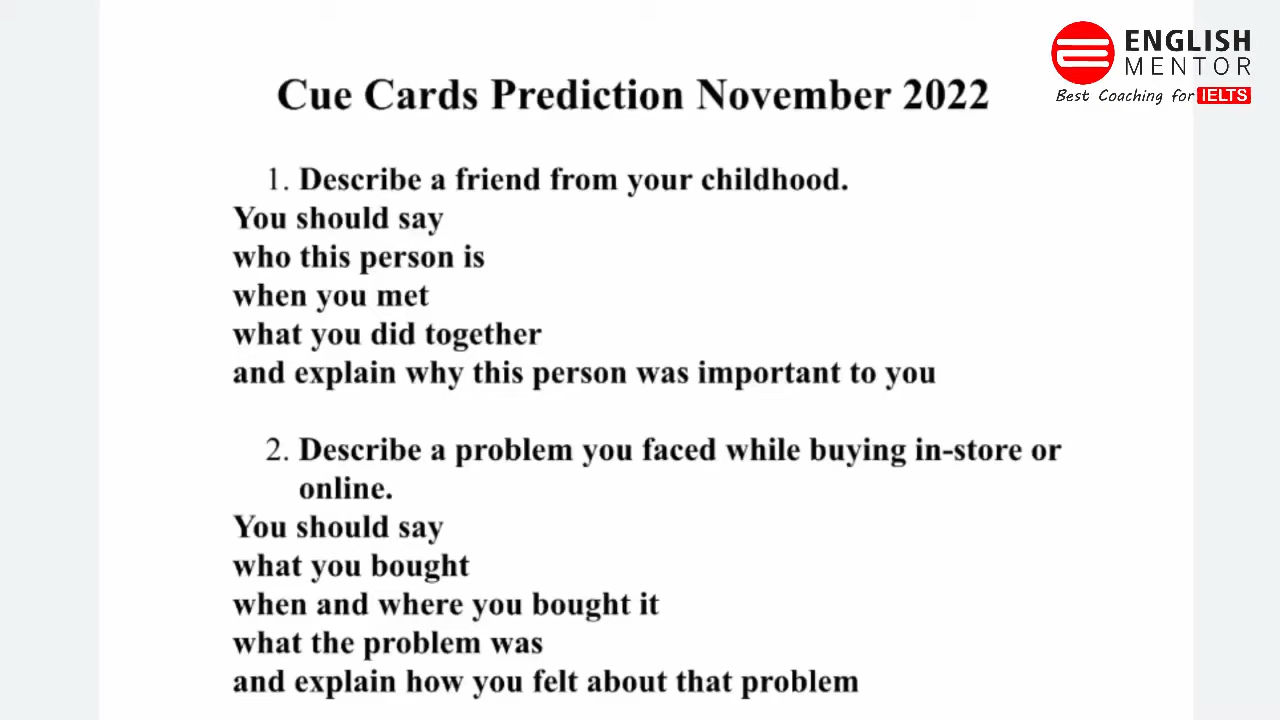 ENGLISH
MENTOR
Best Coaching for IELTS
Cue Cards Prediction November 2022
1. Describe a friend from your childhood.
You should say
who this person is
when you met
what you did together
and explain why this person was important to you
2. Describe a problem you faced while buying in-store or
online.
You should say
what you bought
when and where you bought it
what the problem was
and explain how you felt about that problem